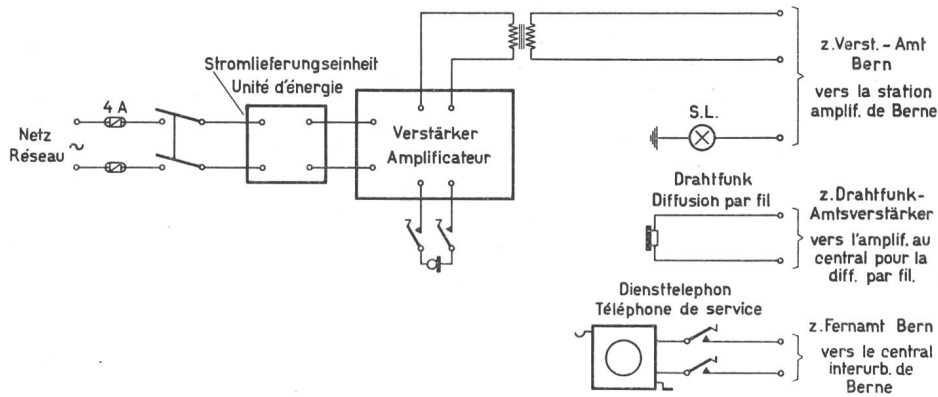 Stromlieferungseinheit
Unité d'énergie
4 A
Netz
Réseau
~
Verstärker
Amplificateur
z.Verst.-Amt
Bern
vers la station
amplif. de Berne
S.L.
Drahtfunk
Diffusion par fil
z.Drahtfunk-
Amtsverstärker
vers l'amplif. au
central pour la
diff. par fil.
Diensttelephon
Téléphone de service
z.Fernamt Bern
vers le central
interurb. de
Berne